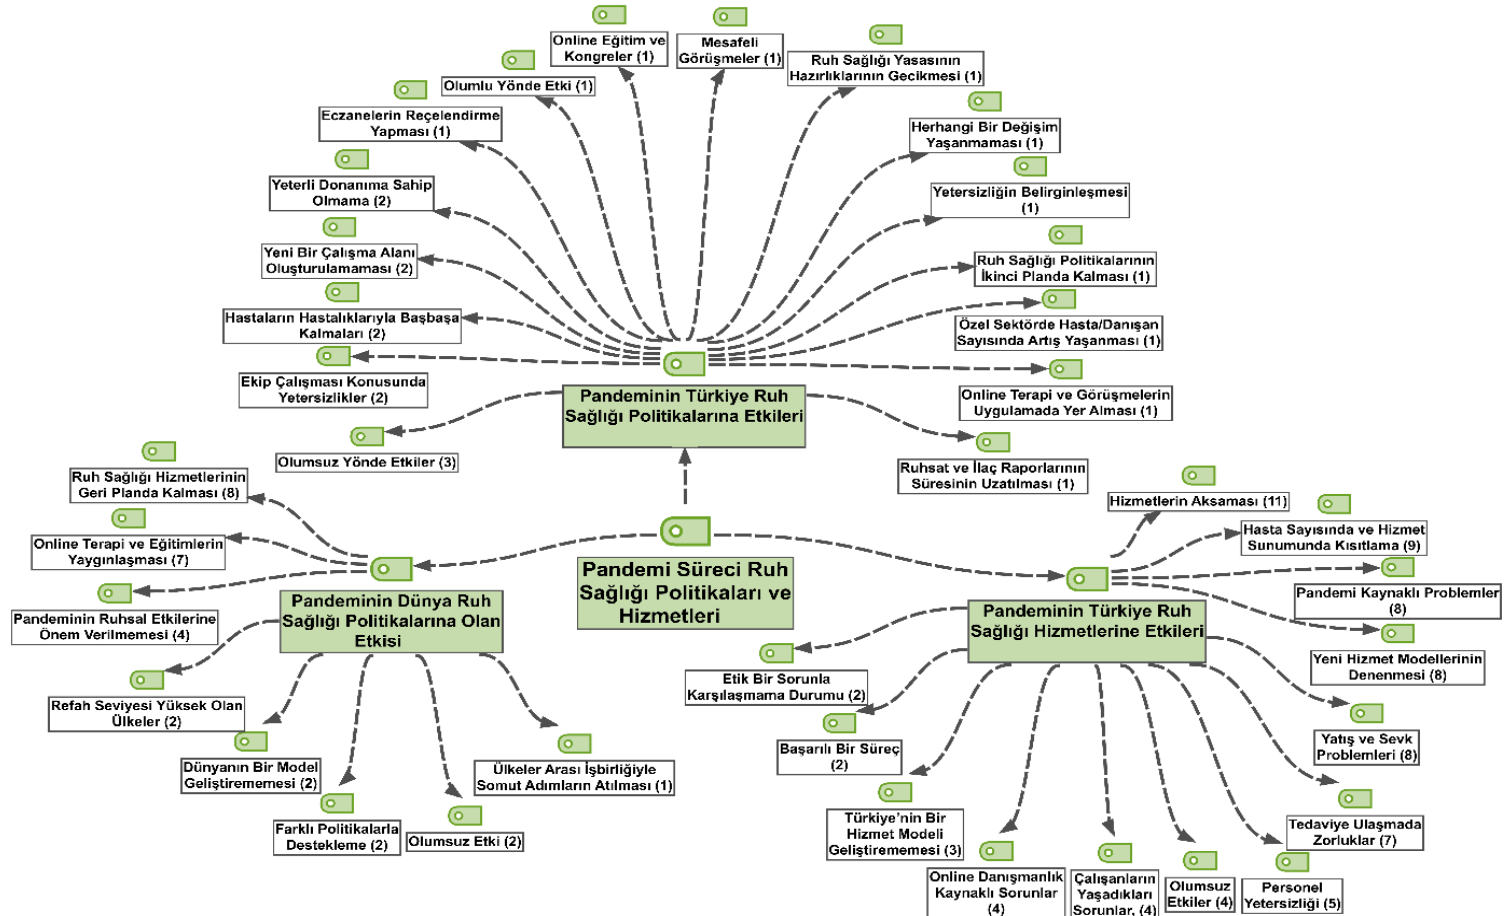 Online Eğitim ve
Kongreler (1)
Mesafeli
Görüşmeler (1)
Ruh Sağlığı Yasasının
Hazırlıklarının Gecikmesi (1)
Olumlu Yönde Etki (1)
Eczanelerin Reçelendirme
Yapması (1)
Herhangi Bir Değişim
Yaşanmaması (1)
Yeterli Donanıma Sahip
Olmama (2)
Yetersizliğin Belirginleşmesi
(1)
Yeni Bir Çalışma Alanı
Oluşturulamaması (2)
Ruh Sağlığı Politikalarının
İkinci Planda Kalması (1)
Hastaların Hastalıklarıyla Başbaşa
Kalmaları (2)
Özel Sektörde Hasta/Danışan
Sayısında Artış Yaşanması (1)
Ekip Çalışması Konusunda
Yetersizlikler (2)
Online Terapi ve Görüşmelerin
Uygulamada Yer Alması (1)
Pandeminin Türkiye Ruh
Sağlığı Politikalarına Etkileri
Olumsuz Yönde Etkiler (3)
Ruhsat ve İlaç Raporlarının
Süresinin Uzatılması (1)
Ruh Sağlığı Hizmetlerinin
Geri Planda Kalması (8)
Online Terapi ve Eğitimlerin
Yaygınlaşması (7)
Pandeminin Ruhsal Etkilerine
Önem Verilmemesi (4)
Pandeminin Dünya Ruh
Sağlığı Politikalarına Olan
Etkisi
Refah Seviyesi Yüksek Olan
Ülkeler (2)
Dünyanın Bir Model
Geliştirememesi (2)
Farklı Politikalarla
Destekleme (2)
Olumsuz Etki (2)
Ülkeler Arası İşbirliğiyle
Somut Adımların Atılması (1)
Pandemi Süreci Ruh
Sağlığı Politikaları ve
Hizmetleri
Hizmetlerin Aksaması (11)
Hasta Sayısında ve Hizmet
Sunumunda Kısıtlama (9)
Pandemi Kaynaklı Problemler
(8)
Pandeminin Türkiye Ruh
Sağlığı Hizmetlerine Etkileri
Yeni Hizmet Modellerinin
Denenmesi (8)
Etik Bir Sorunla
Karşılaşmama Durumu (2)
Yatış ve Sevk
Problemleri (8)
Başarılı Bir Süreç
(2)
Türkiye'nin Bir
Hizmet Modeli
Geliştirememesi (3)
Tedaviye Ulaşmada
Zorluklar (7)
Online Danışmanlık
Kaynaklı Sorunlar
(4)
Çalışanların
Yaşadıkları
Sorunlar, (4)
Olumsuz
Etkiler (4)
Personel
Yetersizliği (5)